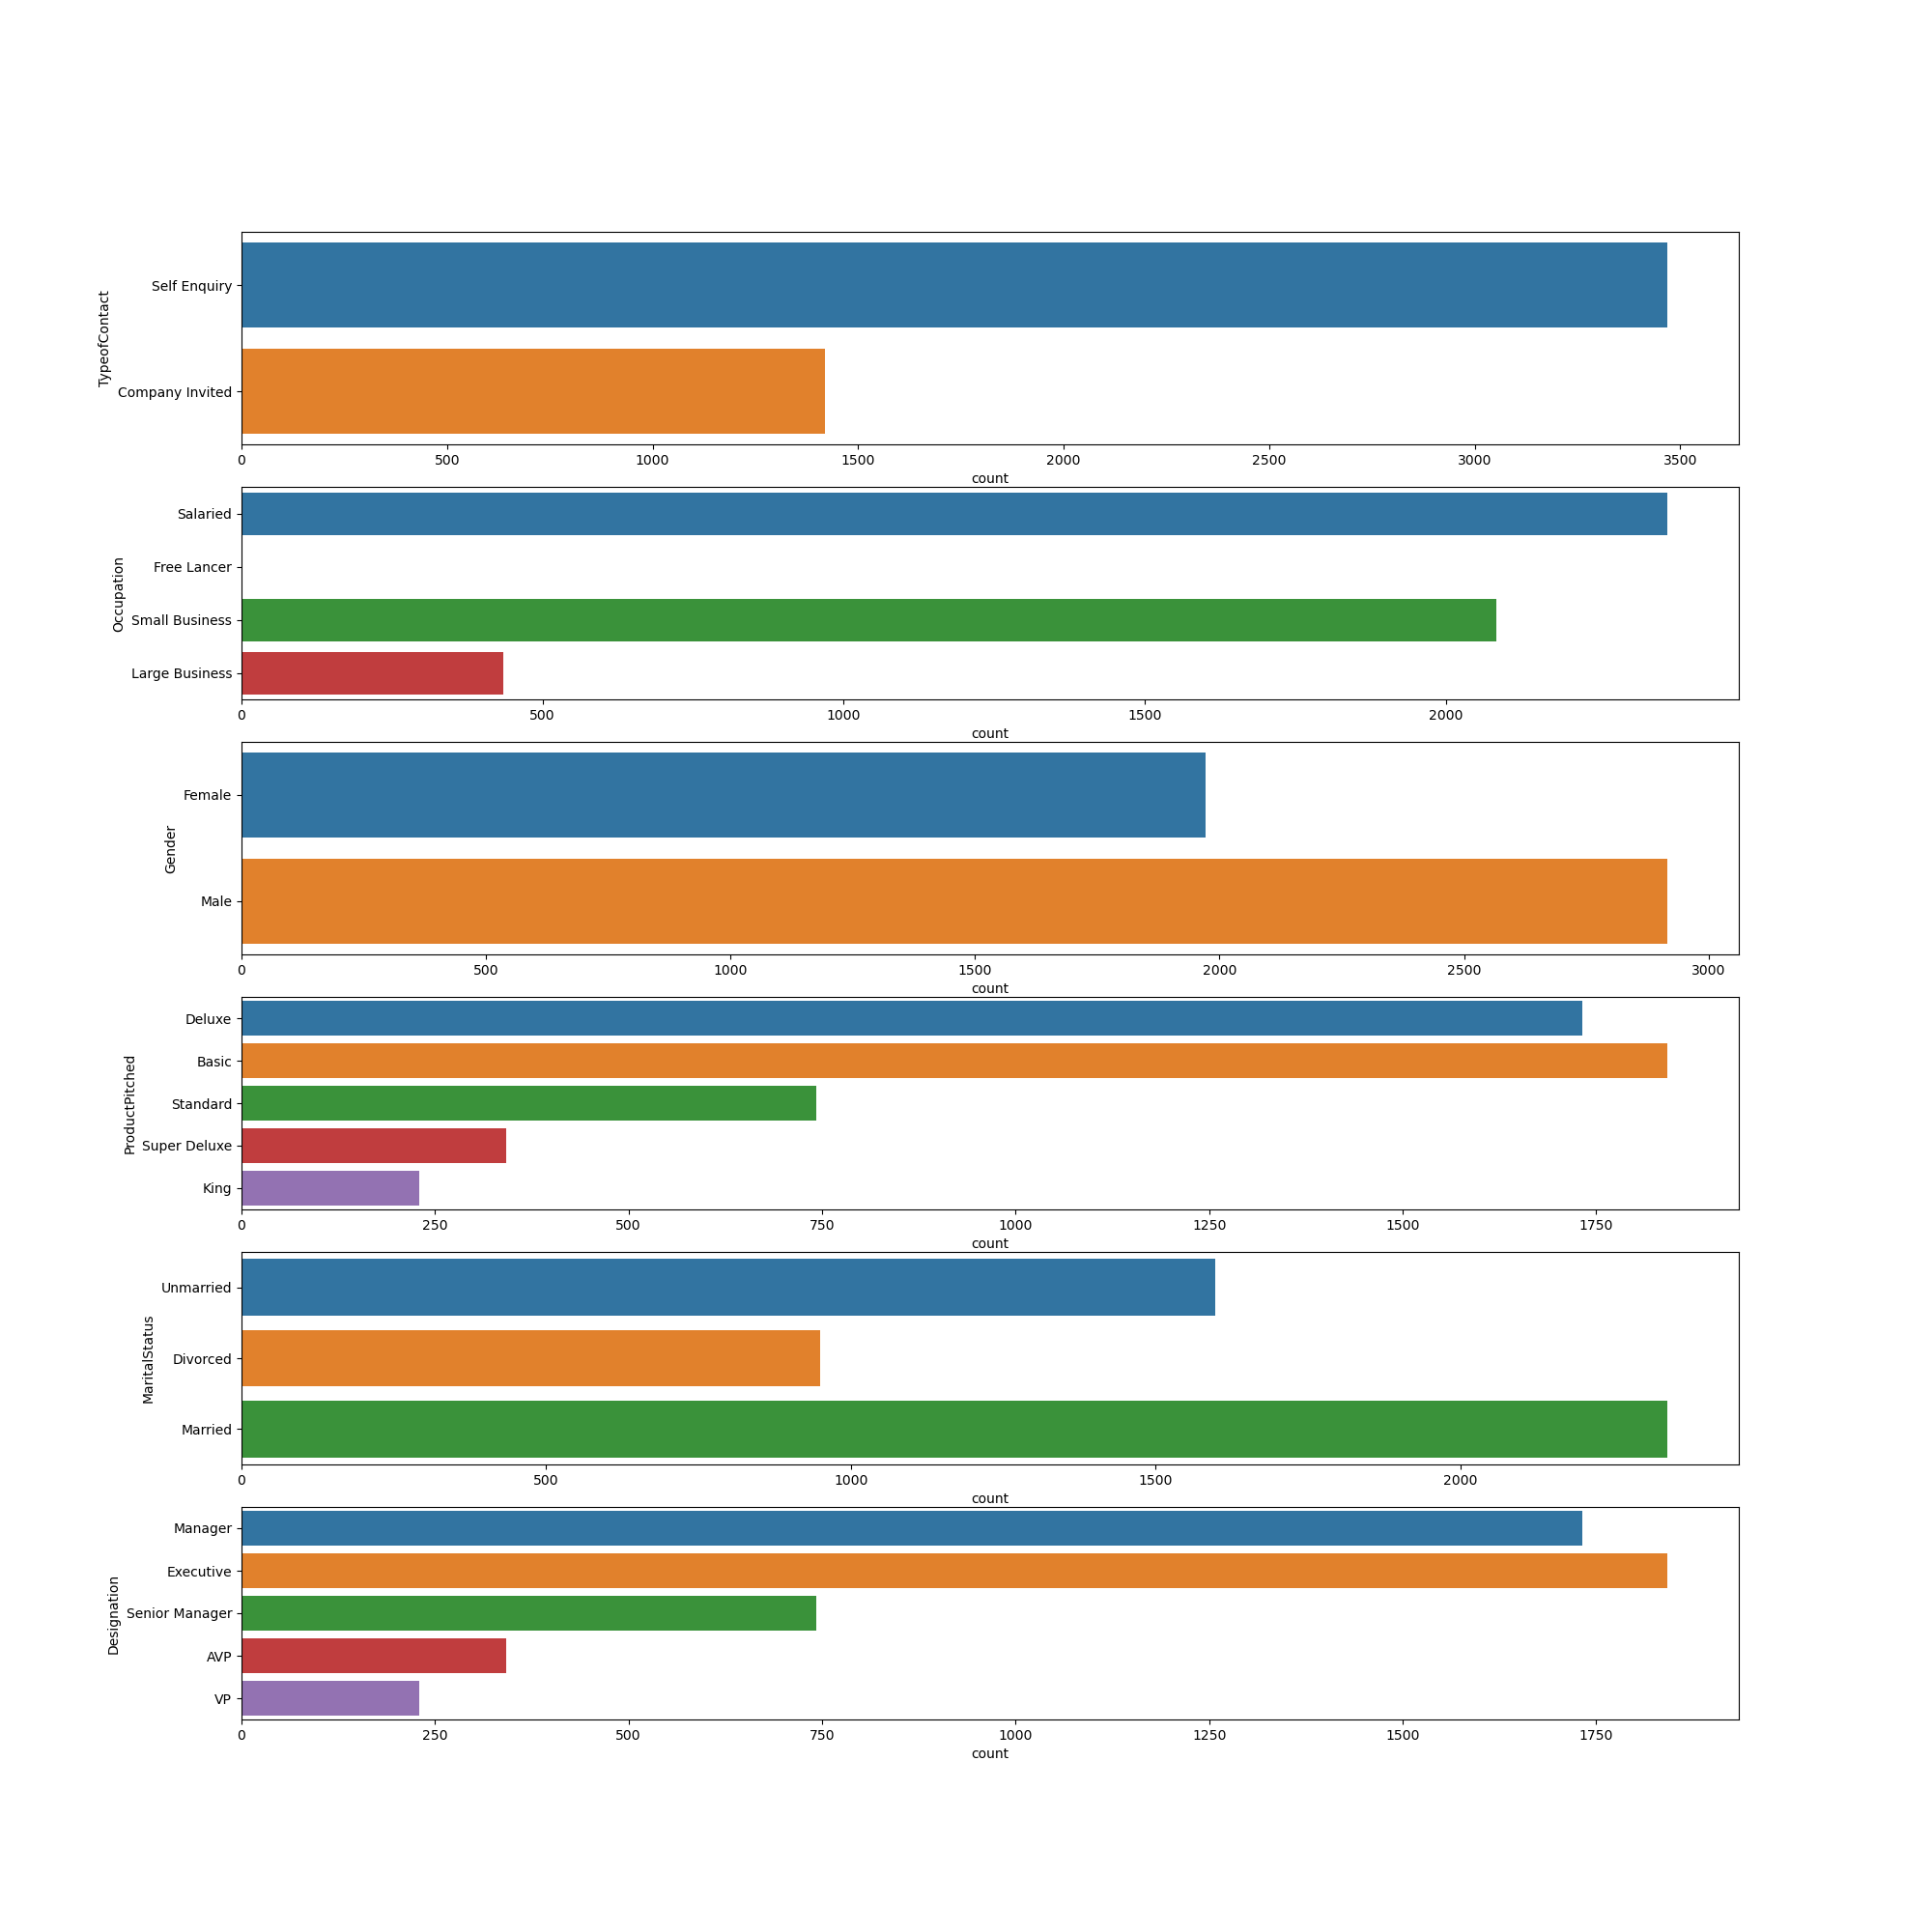 TypeofContact
Self Enquiry
Company Invited
0 500 1000 1500 2000 2500 3000 3500
count
Occupation
Salaried
Free Lancer
Small Business
Large Business
0 500 1000 1500 2000
count
Gender
Female
Male
0 500 1000 1500 2000 2500 3000
count
ProductPitched
Deluxe
Basic
Standard
Super Deluxe
King
0 250 500 750 1000 1250 1500 1750
count
MaritalStatus
Unmarried
Divorced
Married
0 500 1000 1500 2000
count
Designation
Manager
Executive
Senior Manager
AVP
VP
0 250 500 750 1000 1250 1500 1750
count